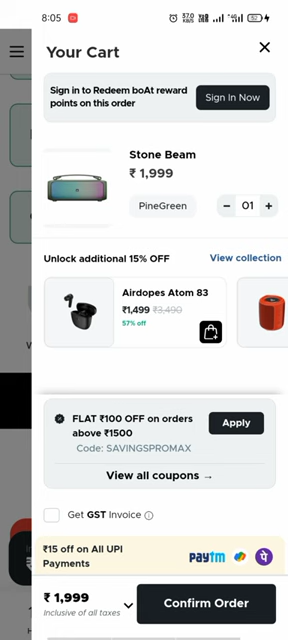 8:05
Your Cart
Sign in to Redeem boAt reward
points on this order
Sign In Now
Stone Beam
₹ 1,999
PineGreen
− 01 +
Unlock additional 15% OFF
View collection
Airdopes Atom 83
₹1,499 ₹3,490
57% off
FLAT ₹100 OFF on orders
above ₹1500
Apply
Code: SAVINGSPROMAX
View all coupons →
Get GST Invoice
₹15 off on All UPI
Payments
paytm
₹ 1,999
Inclusive of all taxes
Confirm Order